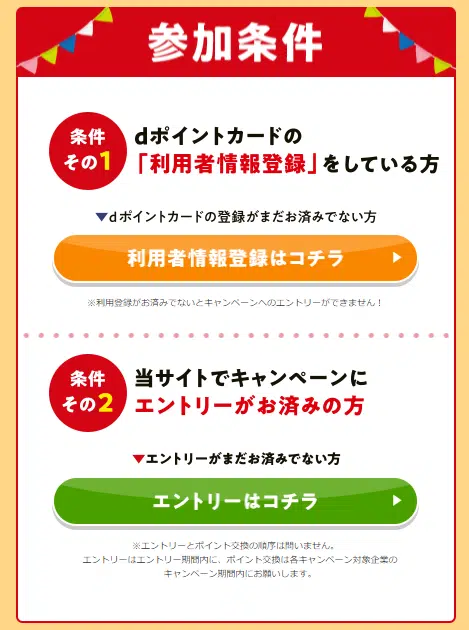 参加条件
条件
その1
dポイントカードの
「利用者情報登録」をしている方
▼dポイントカードの登録がまだお済みでない方
利用者情報登録はコチラ
※利用登録がお済みでないとキャンペーンへのエントリーができません！
条件
その2
当サイトでキャンペーンに
エントリーがお済みの方
▼エントリーがまだお済みでない方
エントリーはコチラ
※エントリーとポイント交換の順序は問いません。
エントリーはエントリー期間内に、ポイント交換は各キャンペーン対象企業の
キャンペーン期間内にお願いします。